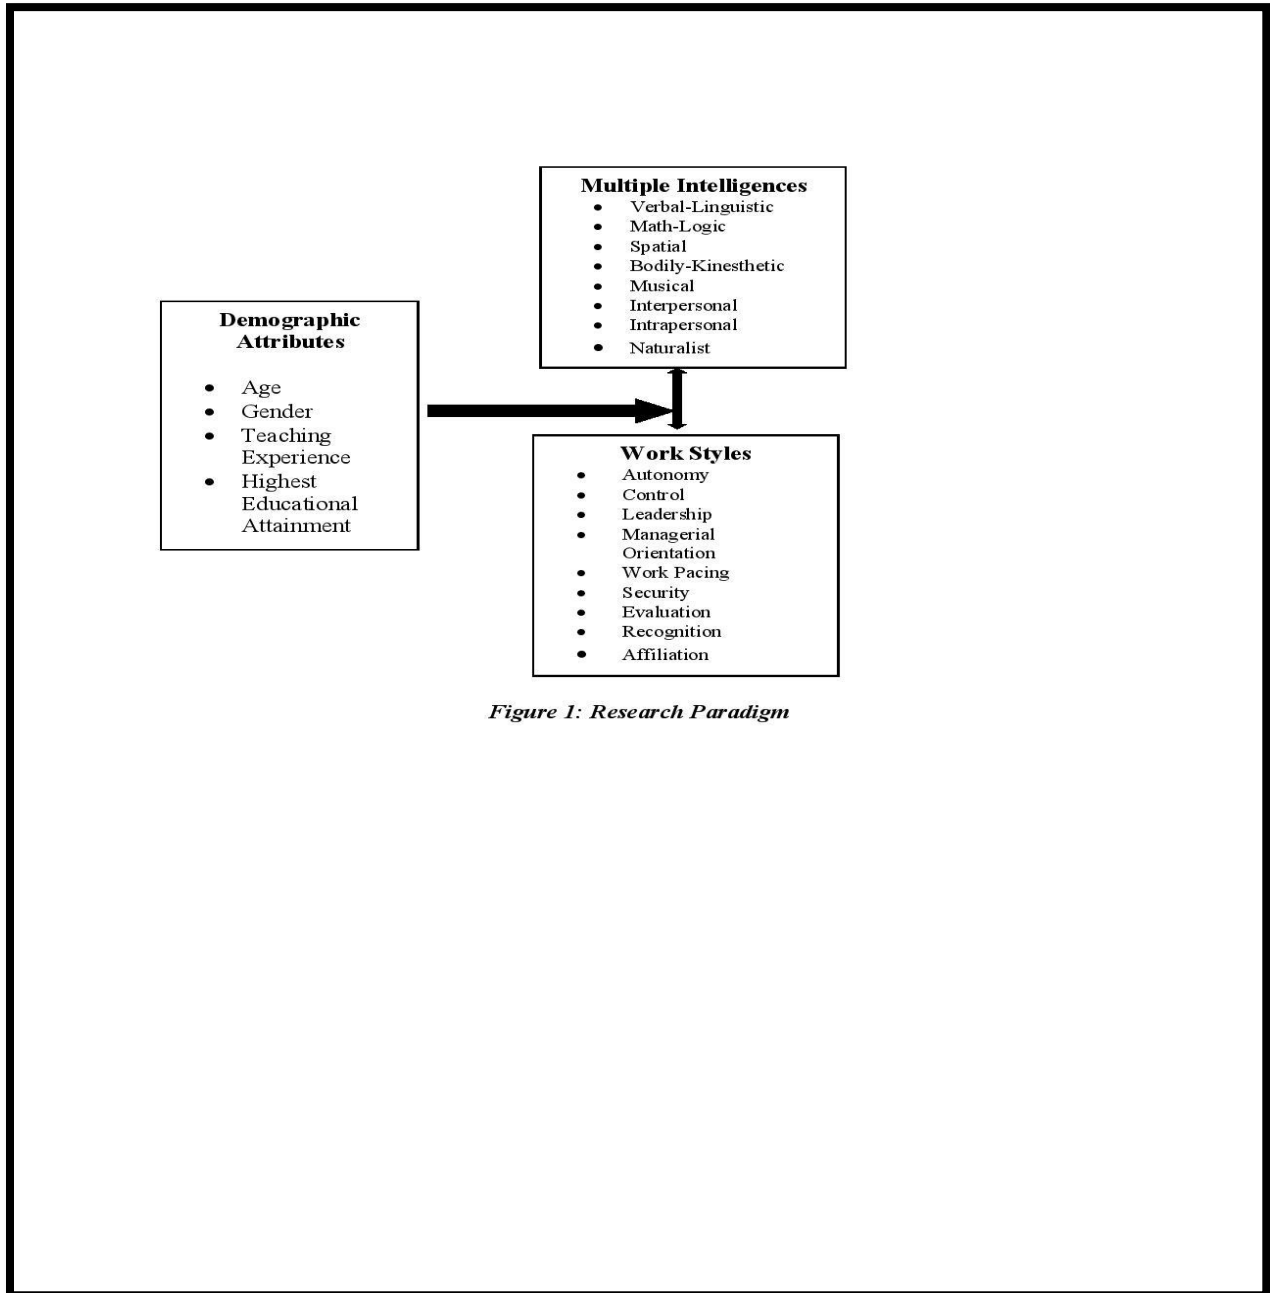 Multiple Intelligences
• Verbal-Linguistic
• Math-Logic
• Spatial
• Bodily-Kinesthetic
• Musical
• Interpersonal
• Intrapersonal
• Naturalist
Demographic
Attributes
• Age
• Gender
• Teaching
Experience
• Highest
Educational
Attainment
Work Styles
• Autonomy
• Control
• Leadership
• Managerial
Orientation
• Work Pacing
• Security
• Evaluation
• Recognition
• Affiliation
Figure 1: Research Paradigm